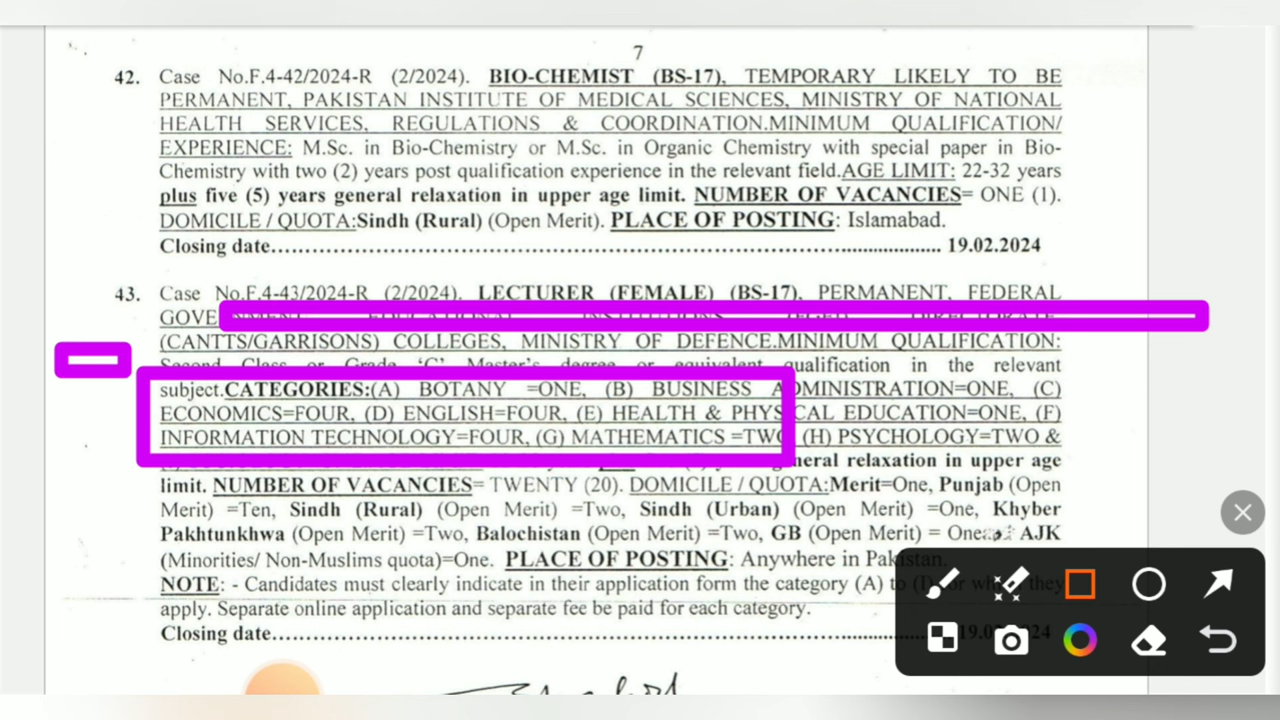 7
42. Case No.F.4-42/2024-R (2/2024). BIO-CHEMIST (BS-17), TEMPORARY LIKELY TO BE
PERMANENT, PAKISTAN INSTITUTE OF MEDICAL SCIENCES, MINISTRY OF NATIONAL
HEALTH SERVICES, REGULATIONS & COORDINATION.MINIMUM QUALIFICATION/
EXPERIENCE: M.Sc. in Bio-Chemistry or M.Sc. in Organic Chemistry with special paper in Bio-
Chemistry with two (2) years post qualification experience in the relevant field.AGE LIMIT: 22-32 years
plus five (5) years general relaxation in upper age limit. NUMBER OF VACANCIES= ONE (1).
DOMICILE / QUOTA:Sindh (Rural) (Open Merit). PLACE OF POSTING: Islamabad.
Closing date.......................................................................................... 19.02.2024
43. Case No.F.4-43/2024-R (2/2024). LECTURER (FEMALE) (BS-17), PERMANENT, FEDERAL
(CANTTS/GARRISONS) COLLEGES, MINISTRY OF DEFENCE.MINIMUM QUALIFICATION:
Second Class or Grade 'C' Master's degree or equivalent qualification in the relevant
subject.CATEGORIES:(A) BOTANY =ONE, (B) BUSINESS ADMINISTRATION=ONE, (C)
ECONOMICS=FOUR, (D) ENGLISH=FOUR, (E) HEALTH & PHYSICAL EDUCATION=ONE, (F)
INFORMATION TECHNOLOGY=FOUR, (G) MATHEMATICS =TWO, (H) PSYCHOLOGY=TWO &
general relaxation in upper age
limit. NUMBER OF VACANCIES= TWENTY (20). DOMICILE / QUOTA:Merit=One, Punjab (Open
Merit) =Ten, Sindh (Rural) (Open Merit) =Two, Sindh (Urban) (Open Merit) =One, Khyber
Pakhtunkhwa (Open Merit) =Two, Balochistan (Open Merit) =Two, GB (Open Merit) = One AJK
(Minorities/ Non-Muslims quota)=One. PLACE OF POSTING: Anywhere in Pakistan.
NOTE: - Candidates must clearly indicate in their application form the category (A) to they
apply. Separate online application and separate fee be paid for each category.
Closing date.......................................................................................... 19.02.2024